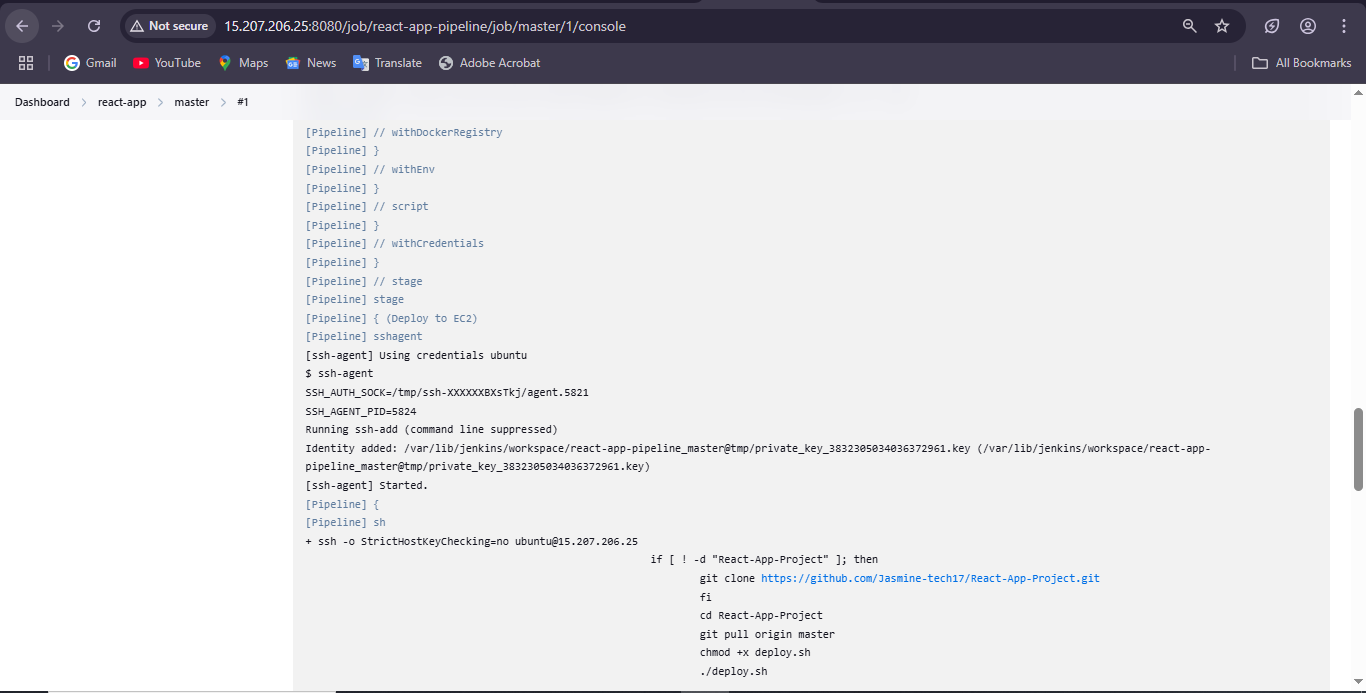 Not secure
15.207.206.25:8080/job/react-app-pipeline/job/master/1/console
Gmail
YouTube
Maps
News
Translate
Adobe Acrobat
All Bookmarks
Dashboard > react-app > master > #1
[Pipeline] // withDockerRegistry
[Pipeline] }
[Pipeline] // withEnv
[Pipeline] }
[Pipeline] // script
[Pipeline] }
[Pipeline] // withCredentials
[Pipeline] }
[Pipeline] // stage
[Pipeline] stage
[Pipeline] { (Deploy to EC2)
[Pipeline] sshagent
[ssh-agent] Using credentials ubuntu
$ ssh-agent
SSH_AUTH_SOCK=/tmp/ssh-XXXXXXBXsTkj/agent.5821
SSH_AGENT_PID=5824
Running ssh-add (command line suppressed)
Identity added: /var/lib/jenkins/workspace/react-app-pipeline_master@tmp/private_key_3832305034036372961.key (/var/lib/jenkins/workspace/react-app-
pipeline_master@tmp/private_key_3832305034036372961.key)
[ssh-agent] Started.
[Pipeline] {
[Pipeline] sh
+ ssh -o StrictHostKeyChecking=no ubuntu@15.207.206.25
if [ ! -d "React-App-Project" ]; then
git clone https://github.com/Jasmine-tech17/React-App-Project.git
fi
cd React-App-Project
git pull origin master
chmod +x deploy.sh
./deploy.sh